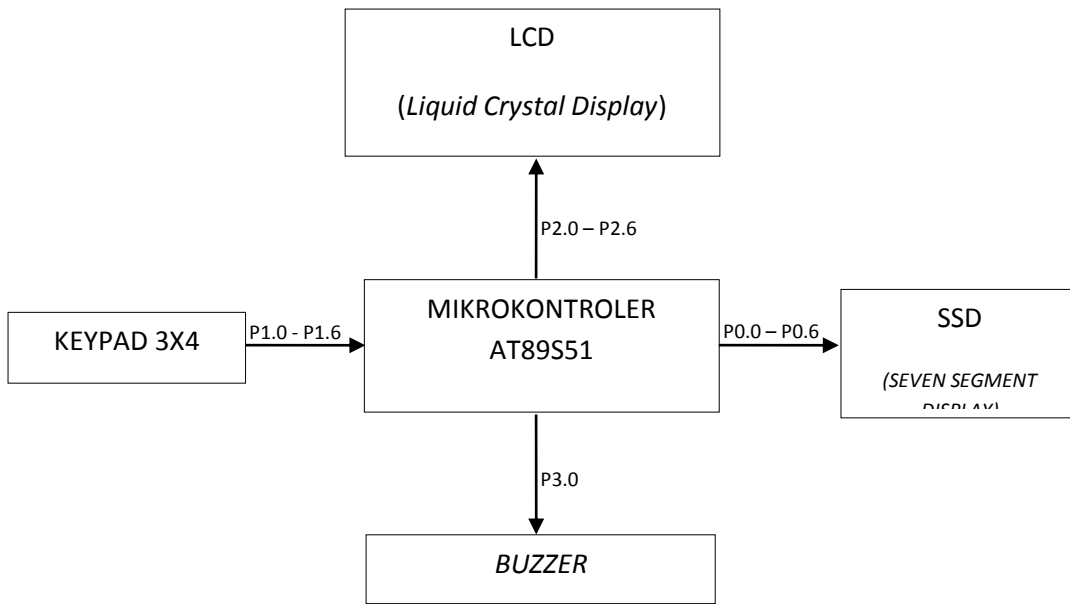 LCD
(Liquid Crystal Display)
P2.0 – P2.6
KEYPAD 3X4
P1.0 - P1.6
MIKROKONTROLER
AT89S51
P0.0 – P0.6
SSD
(SEVEN SEGMENT
DISPLAY)
P3.0
BUZZER